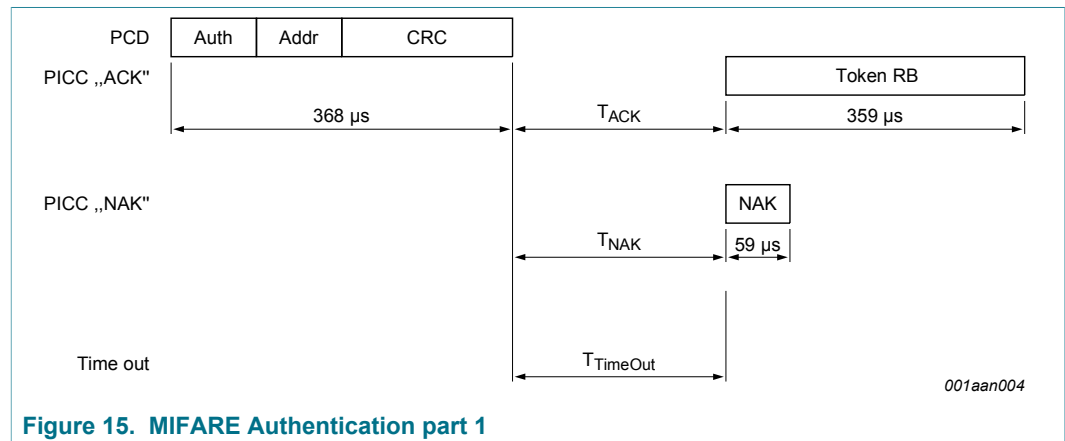 PCD Auth Addr CRC
PICC ,,ACK" Token RB
368 µs TACK 359 µs
PICC ,,NAK" NAK
TNAK 59 µs
Time out TTimeOut
001aan004
Figure 15. MIFARE Authentication part 1